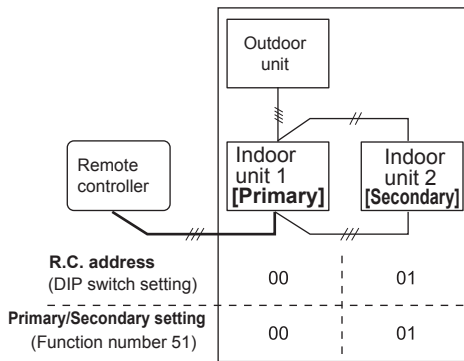 Outdoor
unit
Remote
controller
Indoor
unit 1
[Primary]
Indoor
unit 2
[Secondary]
R.C. address
(DIP switch setting)
00
01
Primary/Secondary setting
(Function number 51)
00
01